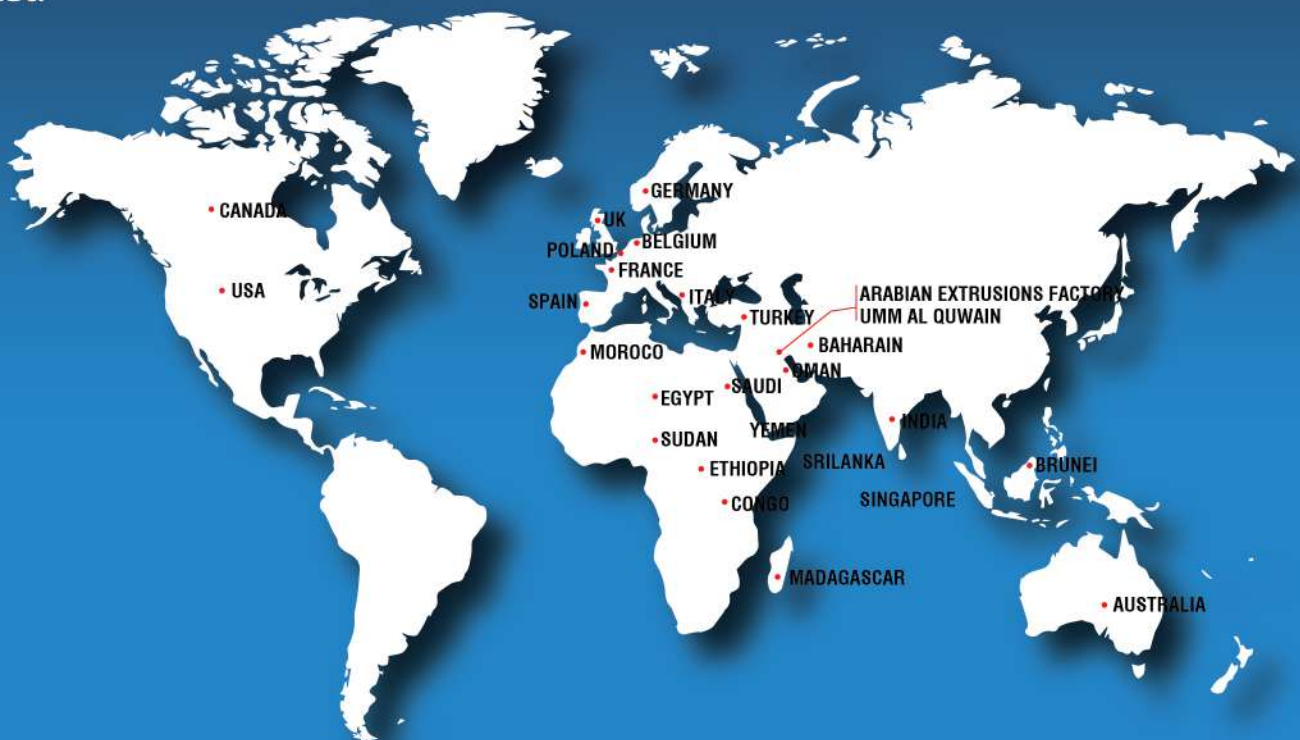 GERMANY
CANADA
UK
POLAND
BELGIUM
FRANCE
USA
SPAIN
ITALY
ARABIAN EXTRUSIONS FACTORY
UMM AL QUWAIN
TURKEY
MOROCO
BAHARAIN
OMAN
SAUDI
EGYPT
INDIA
YEMEN
SUDAN
SRILANKA
BRUNEI
ETHIOPIA
SINGAPORE
CONGO
MADAGASCAR
AUSTRALIA